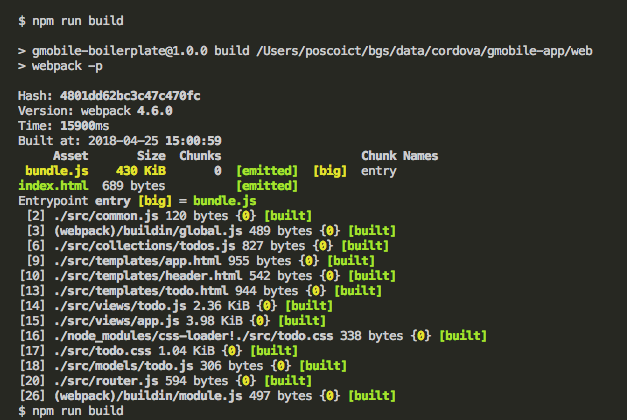 $ npm run build
> gmobile-boilerplate@1.0.0 build /Users/poscoict/bgs/data/cordova/gmobile-app/web
> webpack -p
Hash: 4801dd62bc3c47c470fc
Version: webpack 4.6.0
Time: 15900ms
Built at: 2018-04-25 15:00:59
Asset Size Chunks Chunk Names
bundle.js 430 KiB 0 [emitted] [big] entry
index.html 689 bytes [emitted]
Entrypoint entry [big] = bundle.js
[2] ./src/common.js 120 bytes {0} [built]
[3] (webpack)/buildin/global.js 489 bytes {0} [built]
[6] ./src/collections/todos.js 827 bytes {0} [built]
[9] ./src/templates/app.html 955 bytes {0} [built]
[10] ./src/templates/header.html 542 bytes {0} [built]
[13] ./src/templates/todo.html 944 bytes {0} [built]
[14] ./src/views/todo.js 2.36 KiB {0} [built]
[15] ./src/views/app.js 3.98 KiB {0} [built]
[16] ./node_modules/css-loader!./src/todo.css 338 bytes {0} [built]
[17] ./src/todo.css 1.04 KiB {0} [built]
[18] ./src/models/todo.js 306 bytes {0} [built]
[20] ./src/router.js 594 bytes {0} [built]
[26] (webpack)/buildin/module.js 497 bytes {0} [built]
$ npm run build